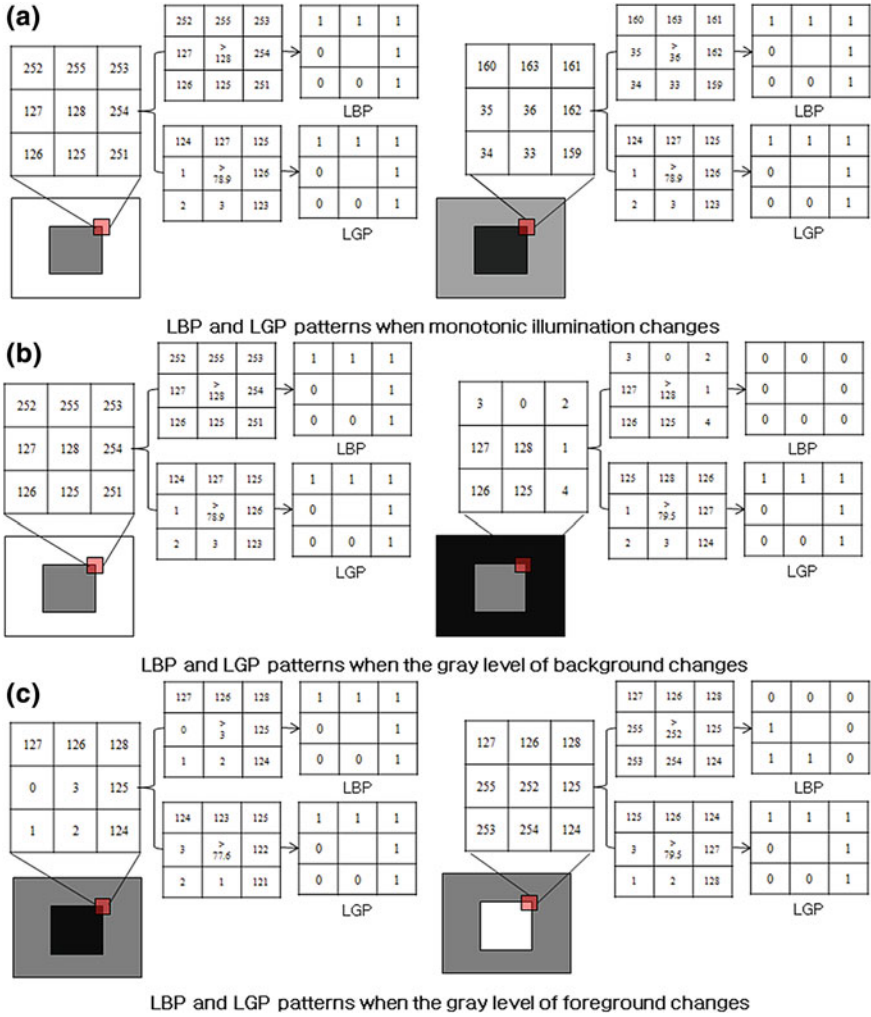 (a)
252 255 253
127 > 128 254
126 125 251
1 1 1
0 1
0 0 1
LBP
252 255 253
127 128 254
126 125 251
124 127 125
1 > 78.9 126
2 3 123
1 1 1
0 1
0 0 1
LGP
160 163 161
35 > 36 162
34 33 159
1 1 1
0 1
0 0 1
LBP
160 163 161
35 36 162
34 33 159
124 127 125
1 > 78.9 126
2 3 123
1 1 1
0 1
0 0 1
LGP
LBP and LGP patterns when monotonic illumination changes
(b)
252 255 253
127 > 128 254
126 125 251
1 1 1
0 1
0 0 1
LBP
252 255 253
127 128 254
126 125 251
124 127 125
1 > 78.9 126
2 3 123
1 1 1
0 1
0 0 1
LGP
3 0 2
127 > 128 1
126 125 4
0 0 0
0 0
0 0 0
LBP
3 0 2
127 128 1
126 125 4
125 128 126
1 > 79.5 127
2 3 124
1 1 1
0 1
0 0 1
LGP
LBP and LGP patterns when the gray level of background changes
(c)
127 126 128
0 > 3 125
1 2 124
1 1 1
0 1
0 0 1
LBP
127 126 128
0 3 125
1 2 124
124 123 125
3 > 77.6 122
2 1 121
1 1 1
0 1
0 0 1
LGP
127 126 128
255 > 252 125
253 254 124
0 0 0
1 0
1 1 0
LBP
127 126 128
255 252 125
253 254 124
125 126 124
3 > 79.5 127
1 2 128
1 1 1
0 1
0 0 1
LGP
LBP and LGP patterns when the gray level of foreground changes